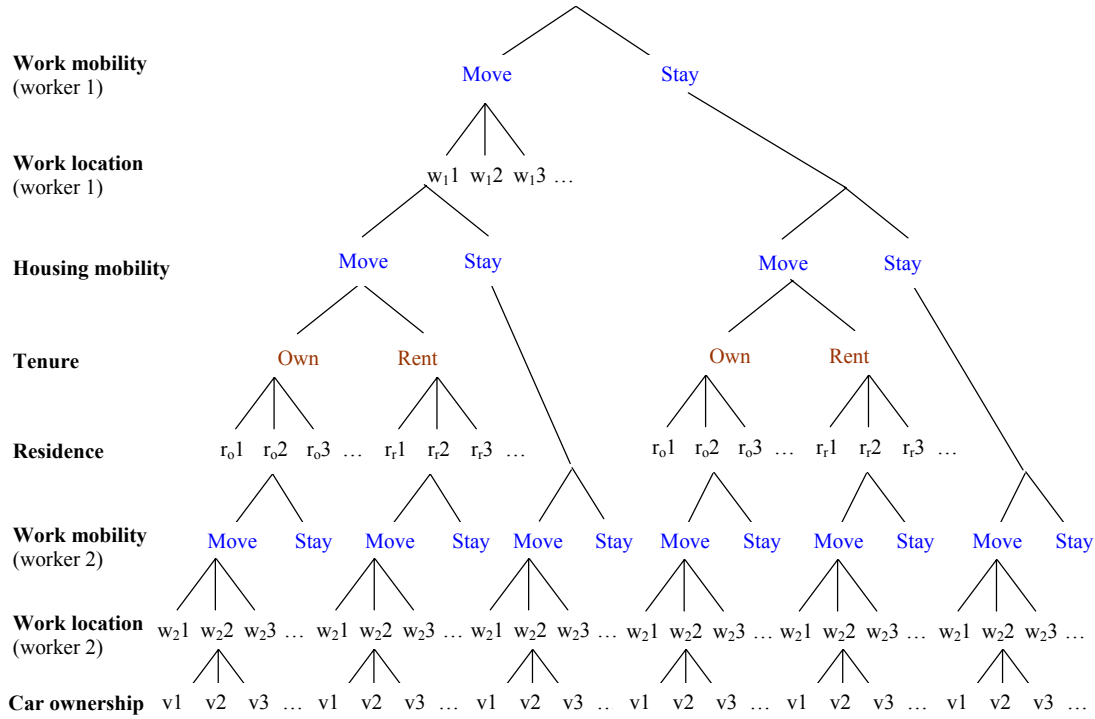 Work mobility
(worker 1)
Move Stay
Work location
(worker 1)
w₁1 w₁2 w₁3 …
Housing mobility
Move Stay Move Stay
Tenure
Own Rent Own Rent
Residence
rₒ1 rₒ2 rₒ3 … rᵣ1 rᵣ2 rᵣ3 … rₒ1 rₒ2 rₒ3 … rᵣ1 rᵣ2 rᵣ3 …
Work mobility
(worker 2)
Move Stay Move Stay Move Stay Move Stay Move Stay Move Stay
Work location
(worker 2)
w₂1 w₂2 w₂3 … w₂1 w₂2 w₂3 … w₂1 w₂2 w₂3 … w₂1 w₂2 w₂3 … w₂1 w₂2 w₂3 … w₂1 w₂2 w₂3 …
Car ownership v1 v2 v3 … v1 v2 v3 … v1 v2 v3 … v1 v2 v3 … v1 v2 v3 … v1 v2 v3 …